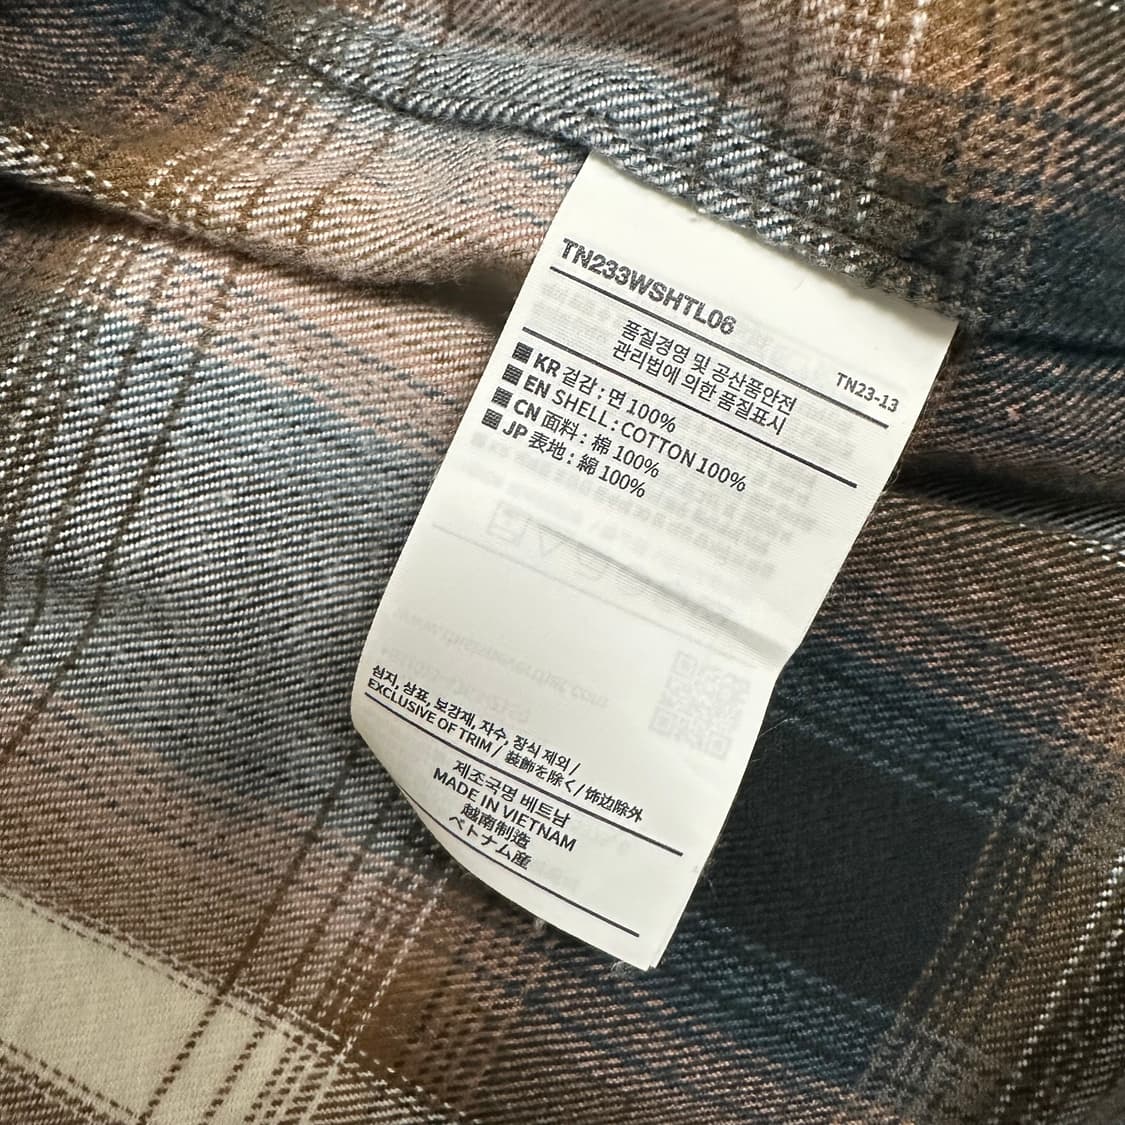 TN233WSHTL06
TN23-13
품질경영 및 공산품안전
관리법에 의한 품질표시
KR 겉감 : 면 100%
EN SHELL : COTTON 100%
CN 面料 : 棉 100%
JP 表地 : 綿 100%
심지, 상표, 보강재, 자수, 장식 제외 /
EXCLUSIVE OF TRIM / 装飾を除く / 饰边除外
제조국명 베트남
MADE IN VIETNAM
越南制造
ベトナム産